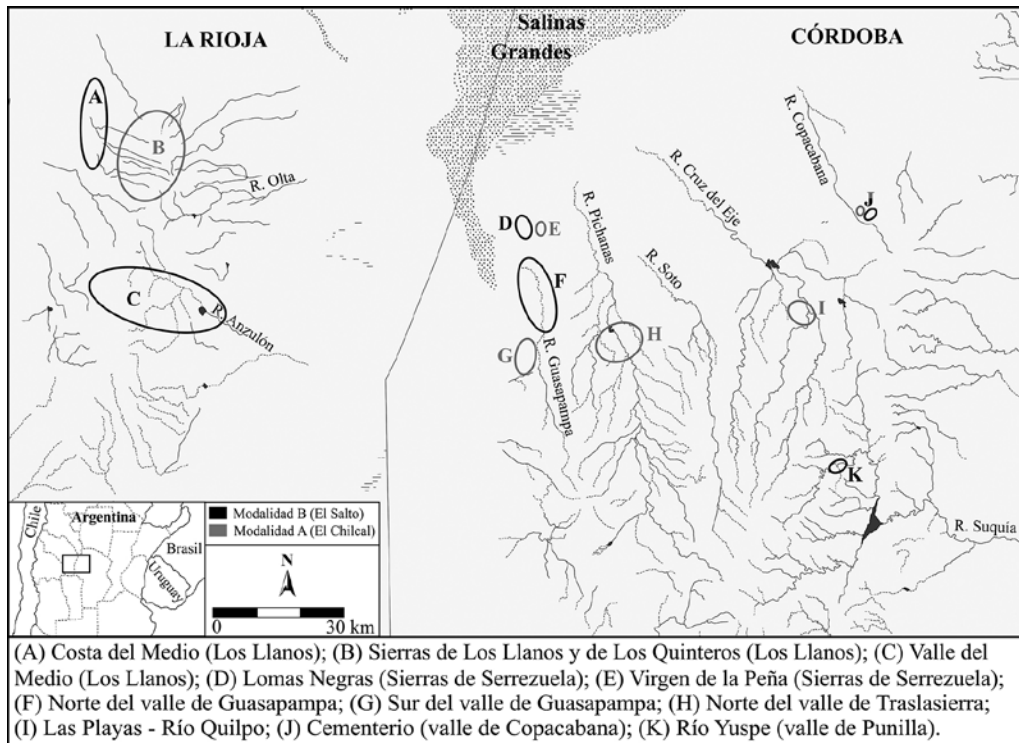 LA RIOJA
Salinas
Grandes
CÓRDOBA
A
B
R. Olta
C
R. Anzulón
D
E
F
G
R. Guasapampa
R. Pichanas
H
R. Soto
R. Cruz del Eje
R. Copacabana
J
I
K
R. Suquía
Chile
Argentina
Brasil
Uruguay
Modalidad B (El Salto)
Modalidad A (El Chilcal)
N
0 30 km
(A) Costa del Medio (Los Llanos); (B) Sierras de Los Llanos y de Los Quinteros (Los Llanos); (C) Valle del
Medio (Los Llanos); (D) Lomas Negras (Sierras de Serrezuela); (E) Virgen de la Peña (Sierras de Serrezuela);
(F) Norte del valle de Guasapampa; (G) Sur del valle de Guasapampa; (H) Norte del valle de Traslasierra;
(I) Las Playas - Río Quilpo; (J) Cementerio (valle de Copacabana); (K) Río Yuspe (valle de Punilla).